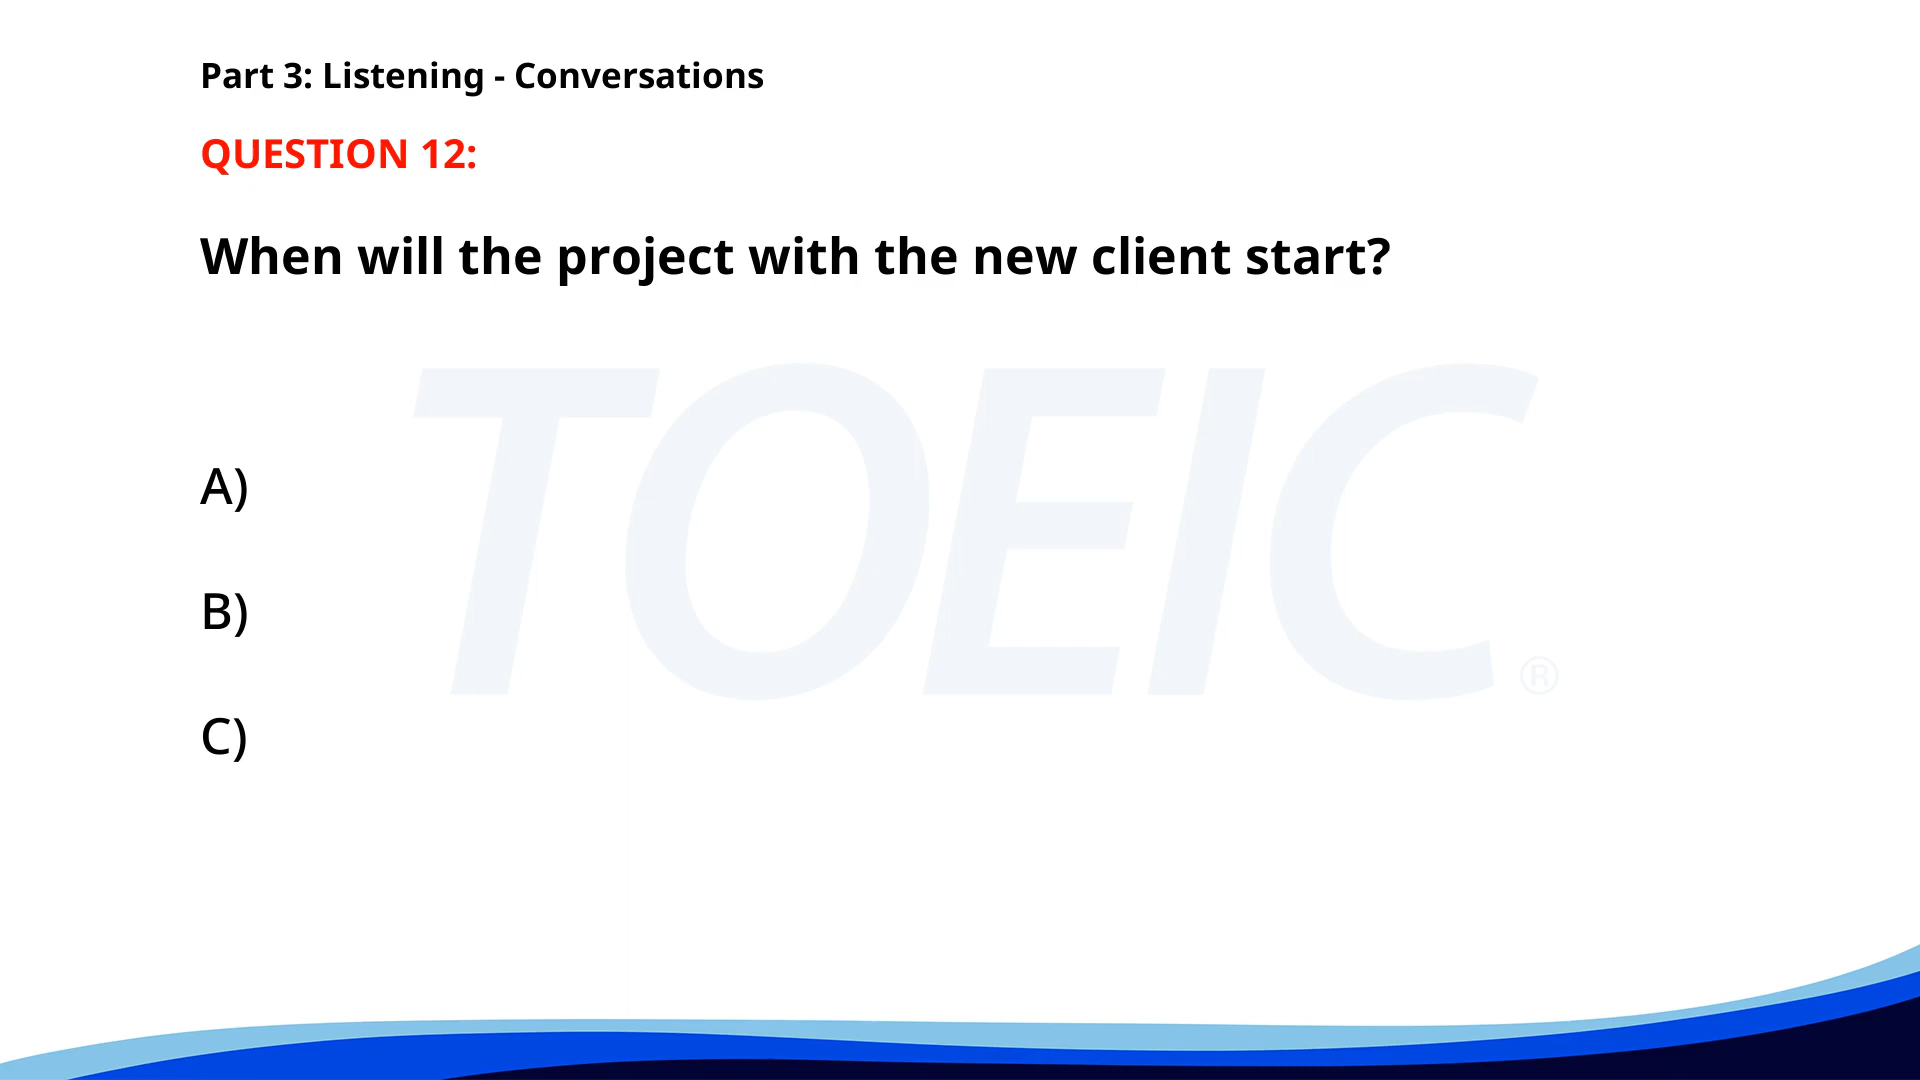 Part 3: Listening - Conversations
QUESTION 12:
When will the project with the new client start?
TOEIC®
A)
B)
C)